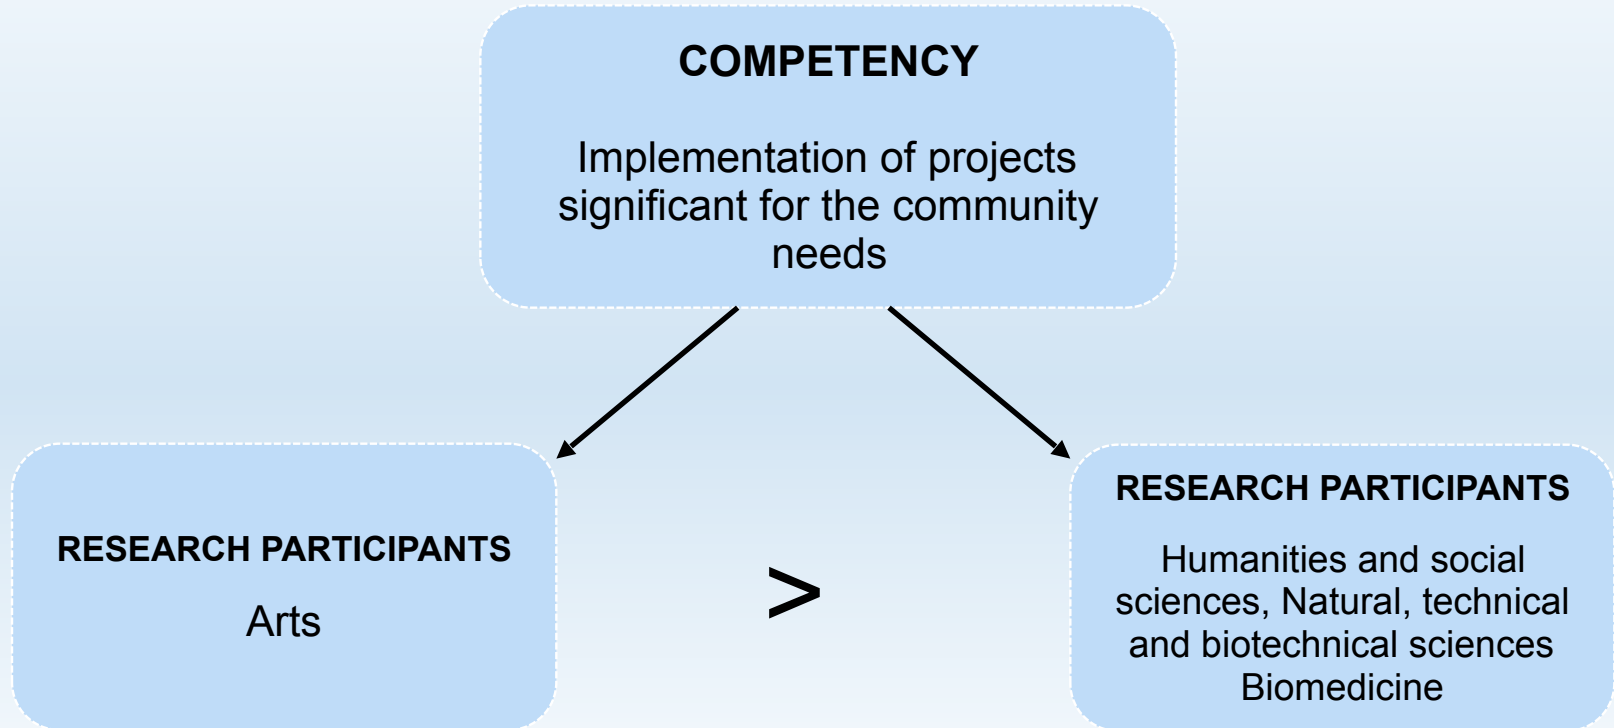 COMPETENCY
Implementation of projects
significant for the community
needs
RESEARCH PARTICIPANTS
Arts
>
RESEARCH PARTICIPANTS
Humanities and social
sciences, Natural, technical
and biotechnical sciences
Biomedicine